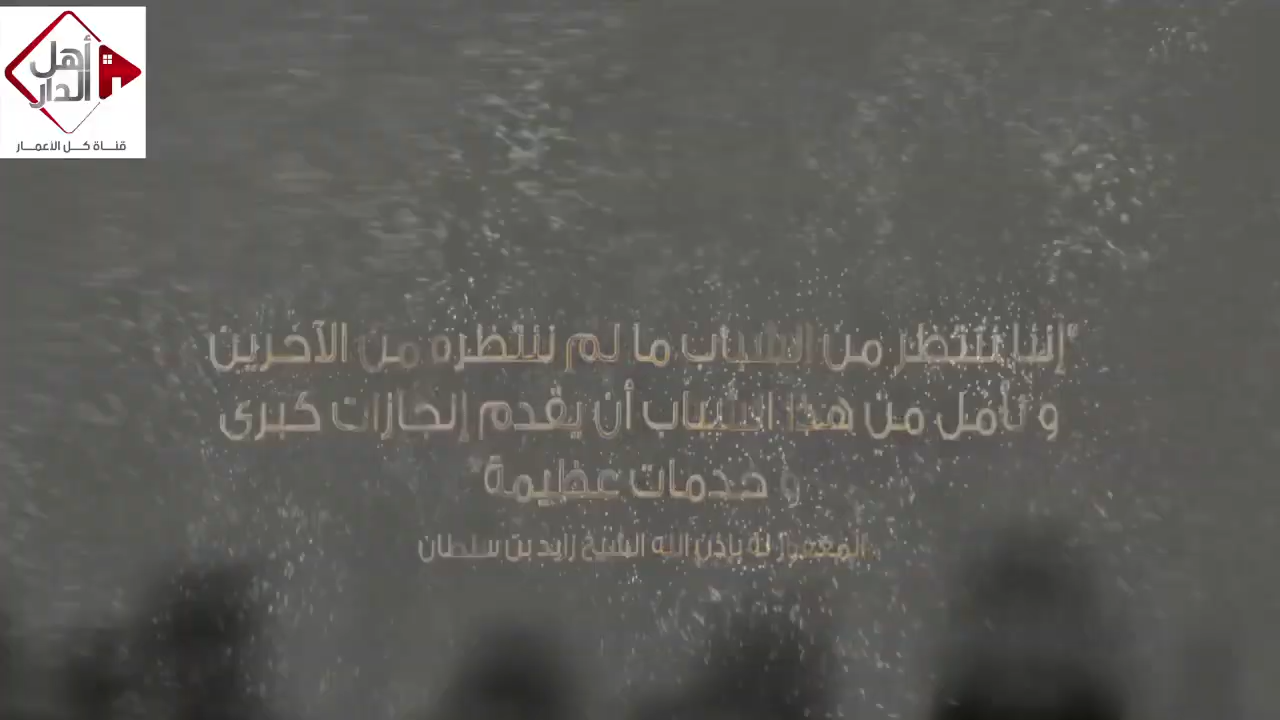 أهل
الدار
قناة كل الأعمار
"إننا ننتظر من الشباب ما لم ننتظره من الآخرين
و نأمل من هذا الشباب أن يقدم إنجازات كبرى
و خدمات عظيمة"
المغفور له بإذن الله الشيخ زايد بن سلطان